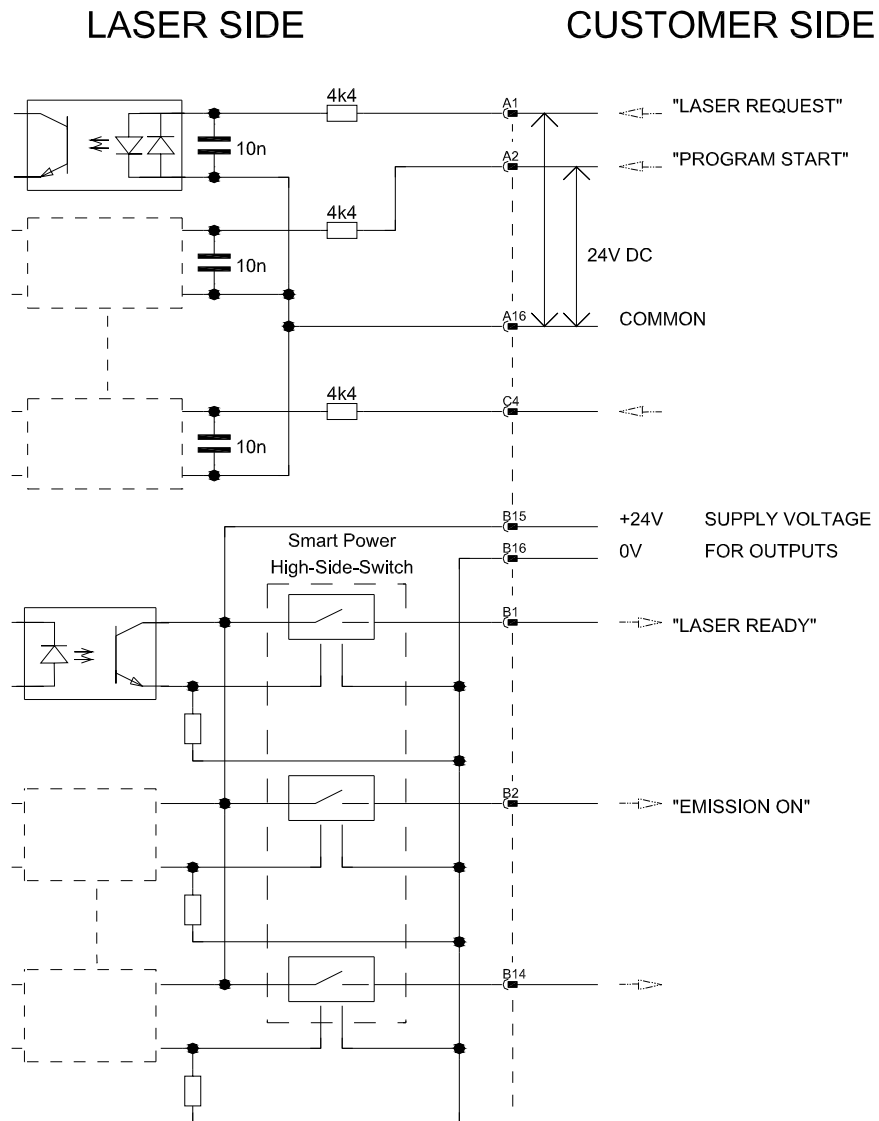 LASER SIDE
CUSTOMER SIDE
4k4
A1
"LASER REQUEST"
10n
A2
"PROGRAM START"
4k4
10n
24V DC
A16
COMMON
4k4
C4
10n
B15
+24V
SUPPLY VOLTAGE
B16
0V
FOR OUTPUTS
Smart Power
High-Side-Switch
B1
"LASER READY"
B2
"EMISSION ON"
B14